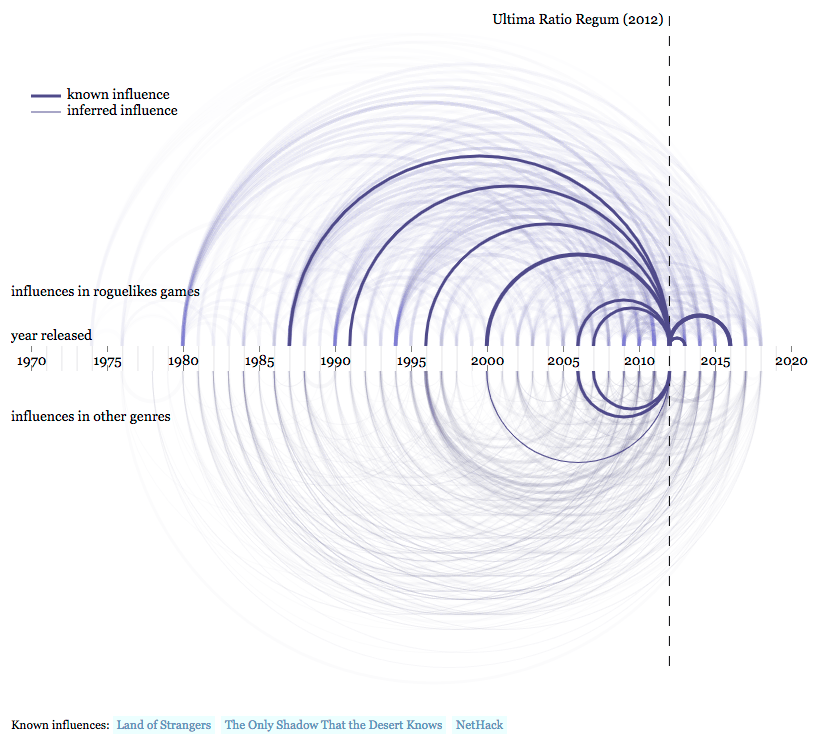 Ultima Ratio Regum (2012)
known influence
inferred influence
influences in roguelikes games
year released
1970 1975 1980 1985 1990 1995 2000 2005 2010 2015 2020
influences in other genres
Known influences: Land of Strangers The Only Shadow That the Desert Knows NetHack